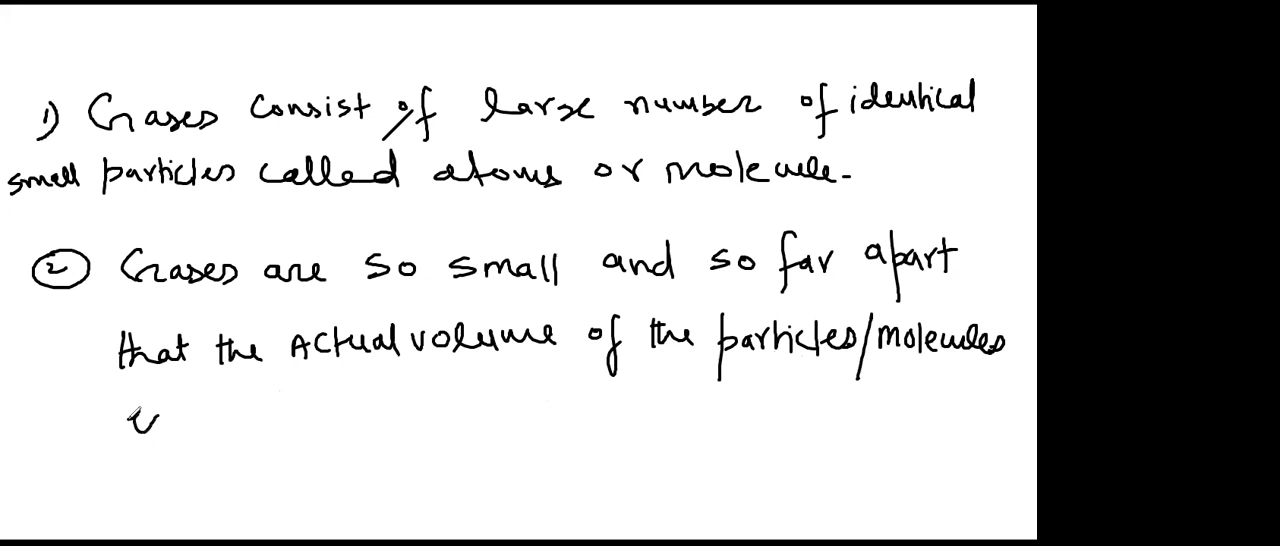 1) Gases consist of large number of identical
small particles called atoms or molecule.
② Gases are so small and so far apart
that the Actual volume of the particles/molecules